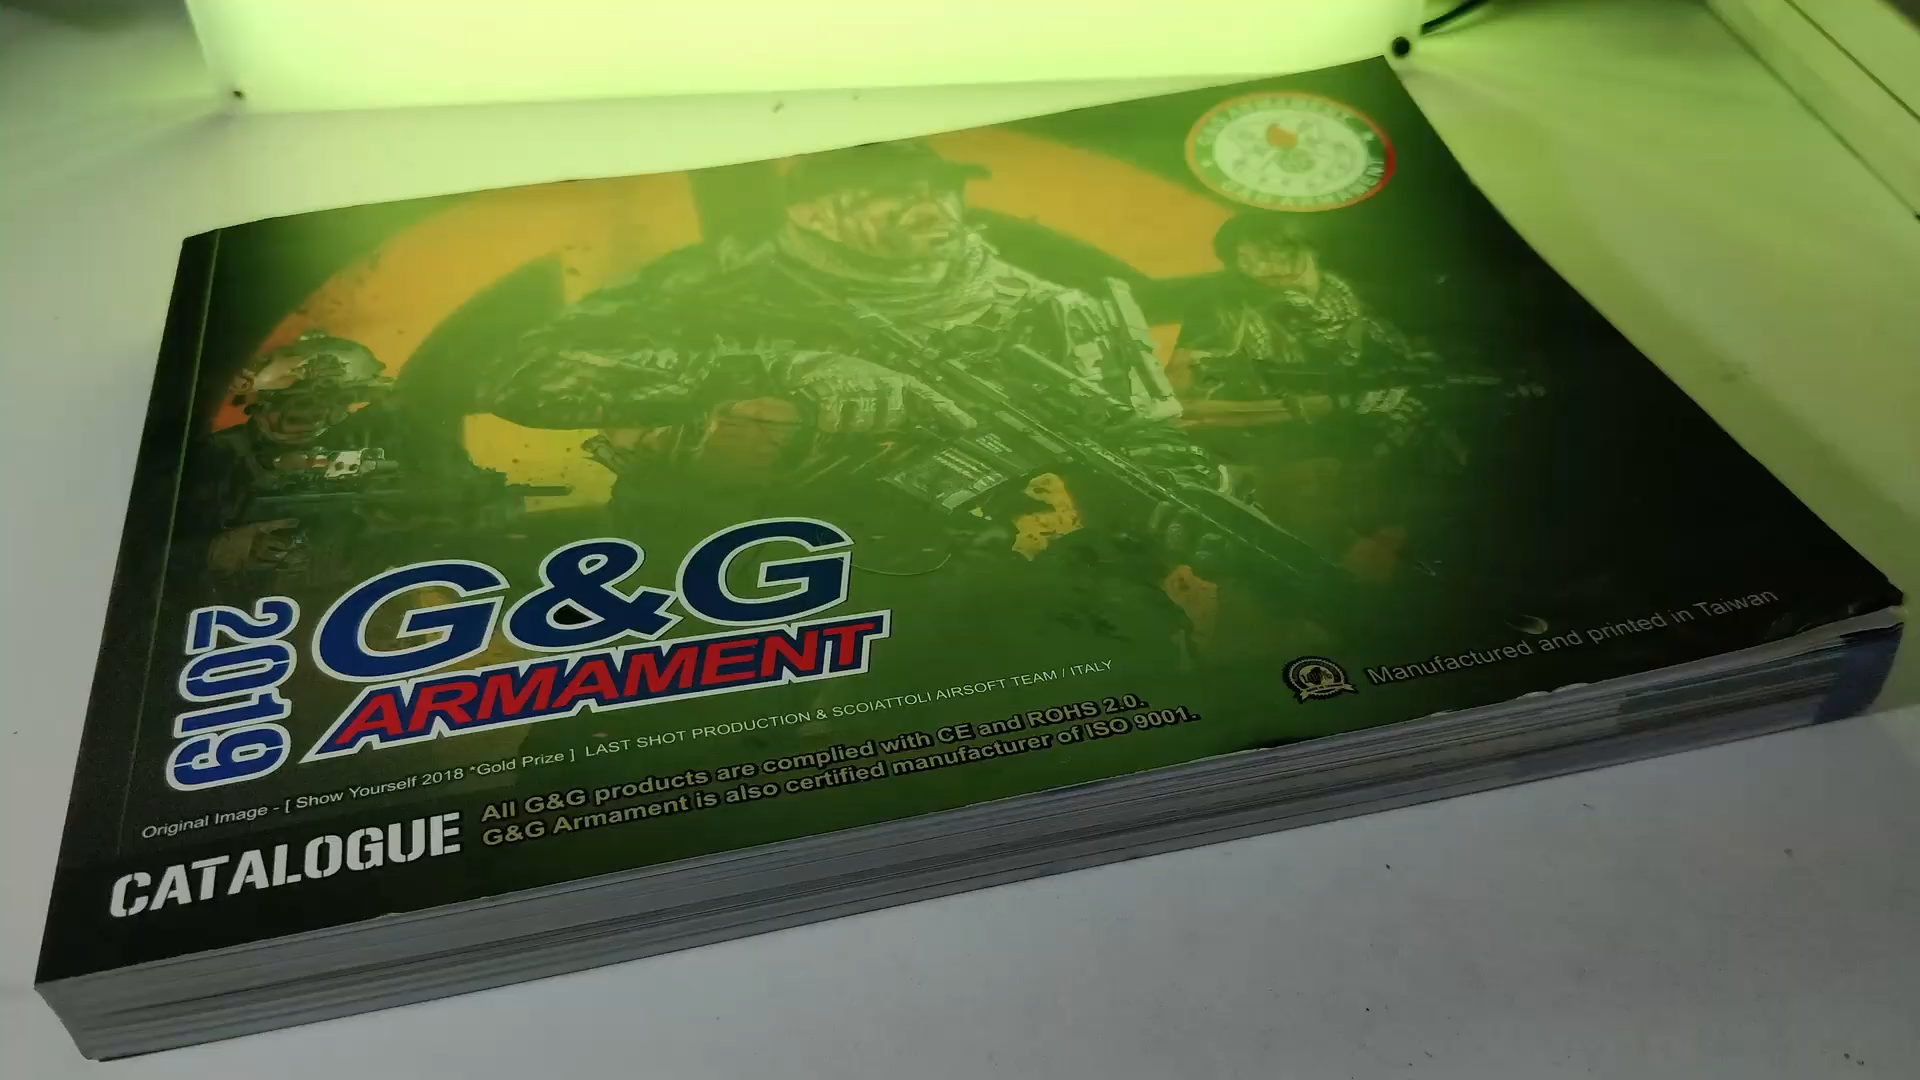 G&G ARMAMENT
G&G ARMAMENT
2019
G&G
ARMAMENT
Original Image - [ Show Yourself 2018 *Gold Prize ] LAST SHOT PRODUCTION & SCOIATTOLI AIRSOFT TEAM / ITALY
CATALOGUE
All G&G products are complied with CE and ROHS 2.0.
G&G Armament is also certified manufacturer of ISO 9001.
Manufactured and printed in Taiwan